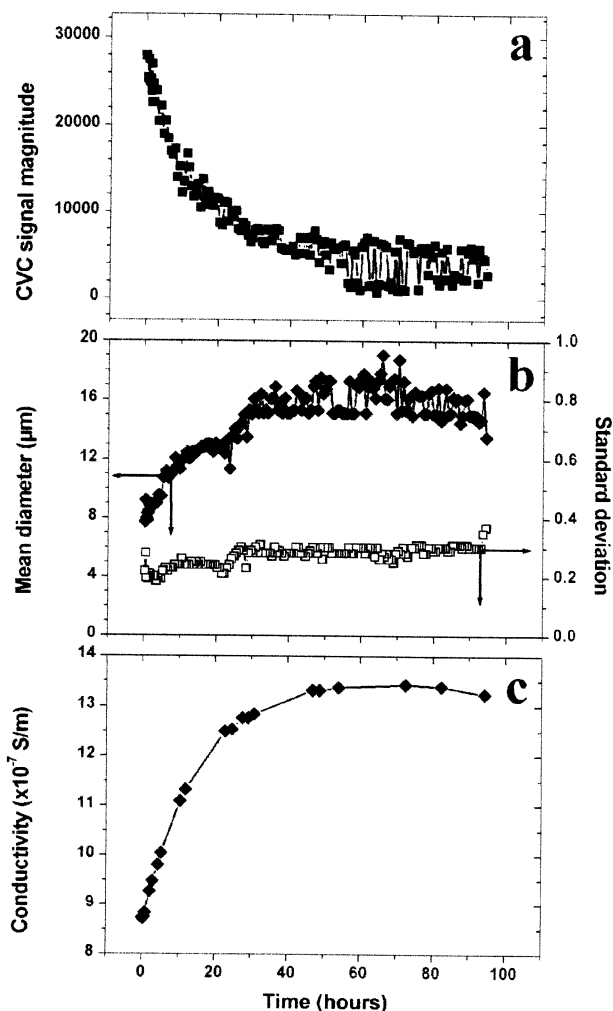 a
CVC signal magnitude
30000
20000
10000
0
b
Mean diameter (µm)
20
16
12
8
4
0
Standard deviation
1.0
0.8
0.6
0.4
0.2
0.0
c
Conductivity (x10⁻⁷ S/m)
14
13
12
11
10
9
8
0 20 40 60 80 100
Time (hours)